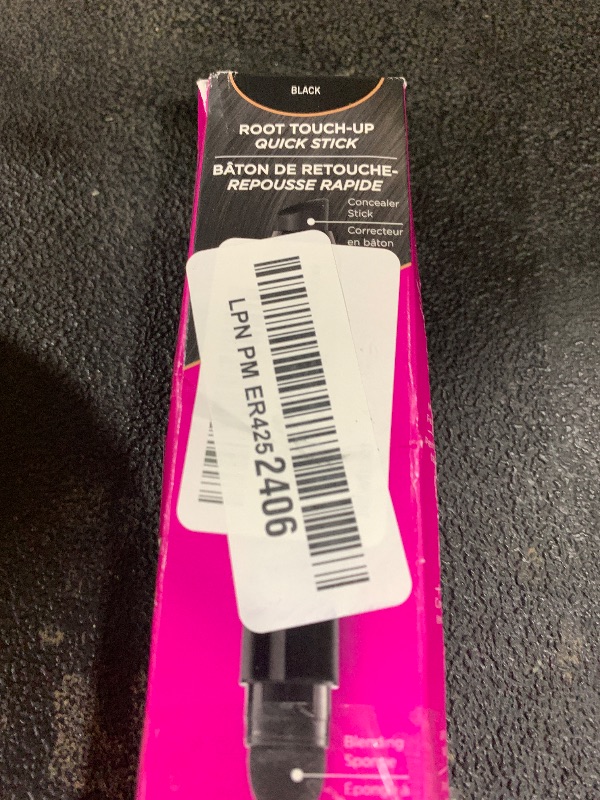 BLACK
ROOT TOUCH-UP
QUICK STICK
BÂTON DE RETOUCHE-
REPOUSSE RAPIDE
Concealer
Stick
Correcteur
en bâton
LPN PM ER4252406
Blending
Sponge
Éponge à